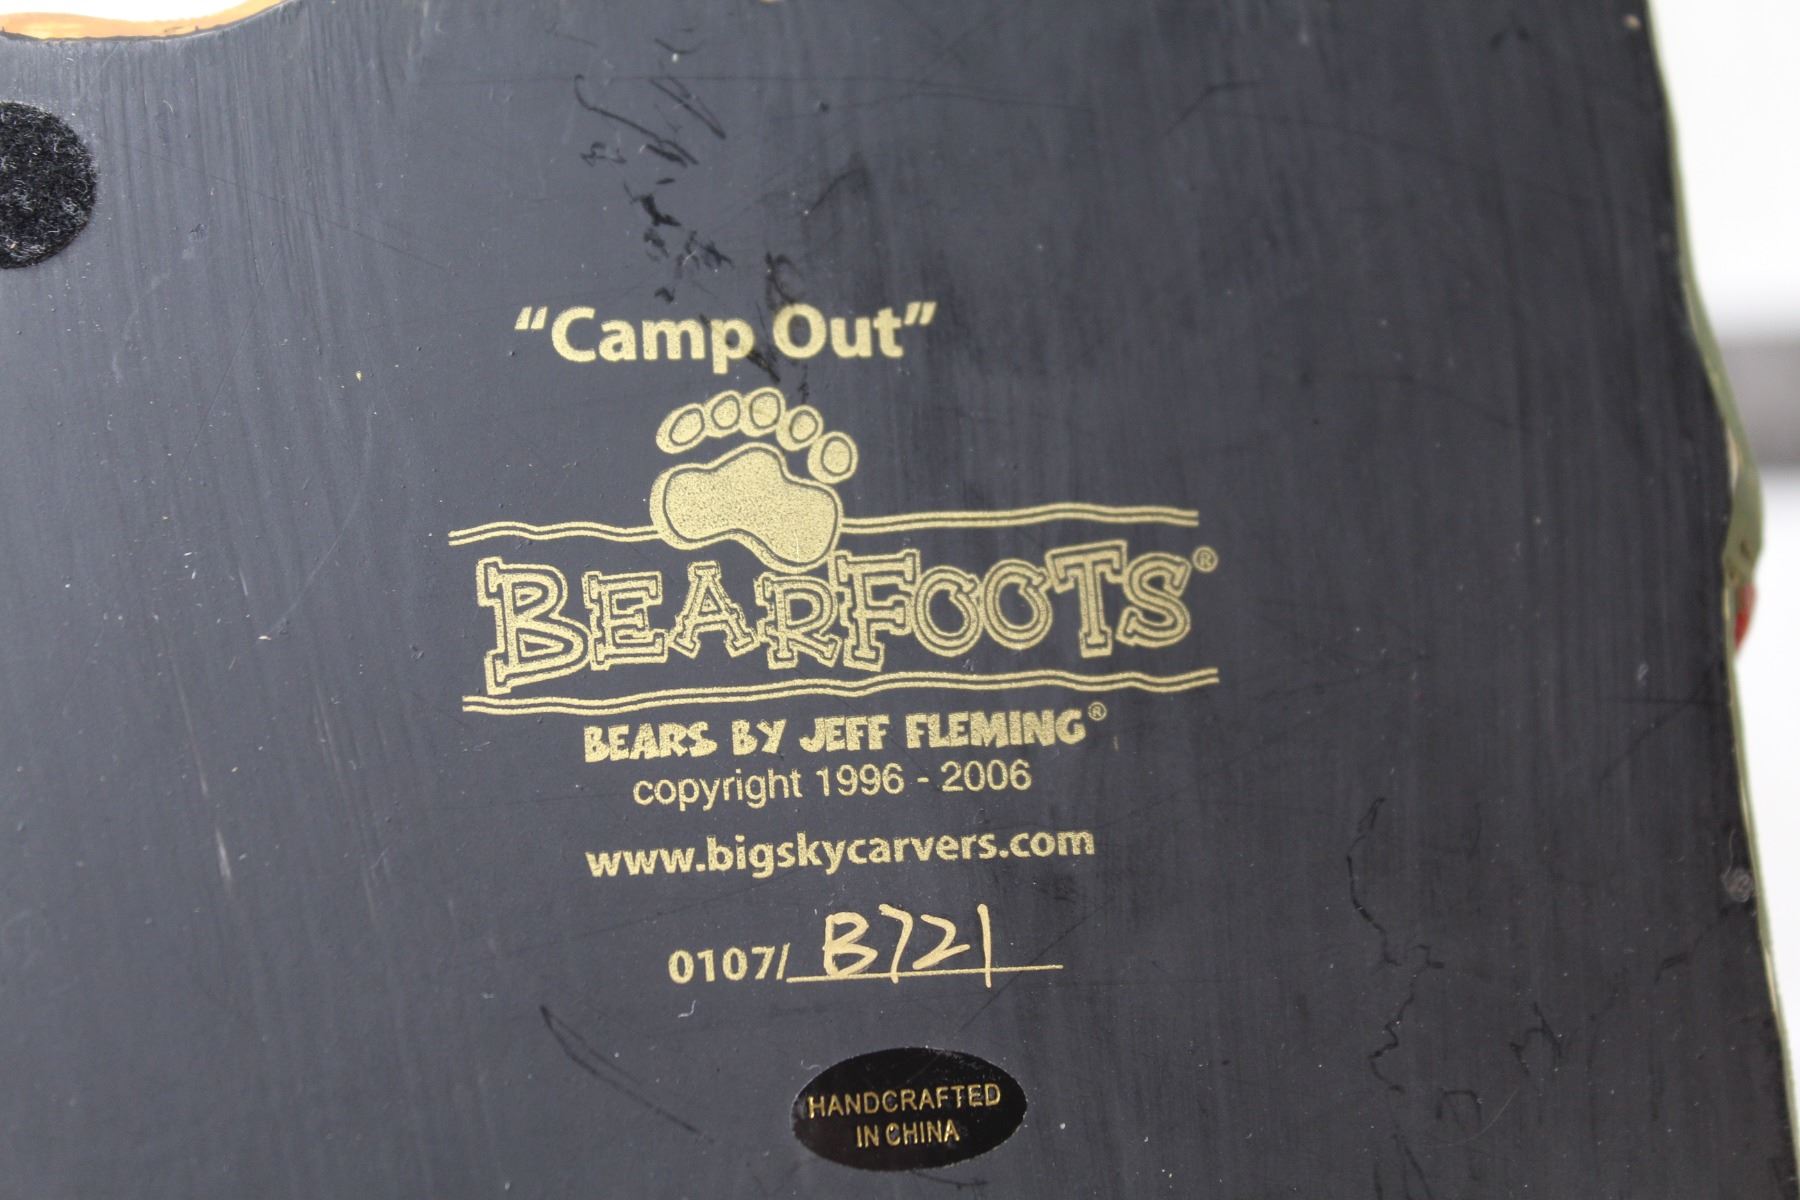 “Camp Out”
BEARFOOTS®
BEARS BY JEFF FLEMING®
copyright 1996 - 2006
www.bigskycarvers.com
0107/ B721
HANDCRAFTED
IN CHINA